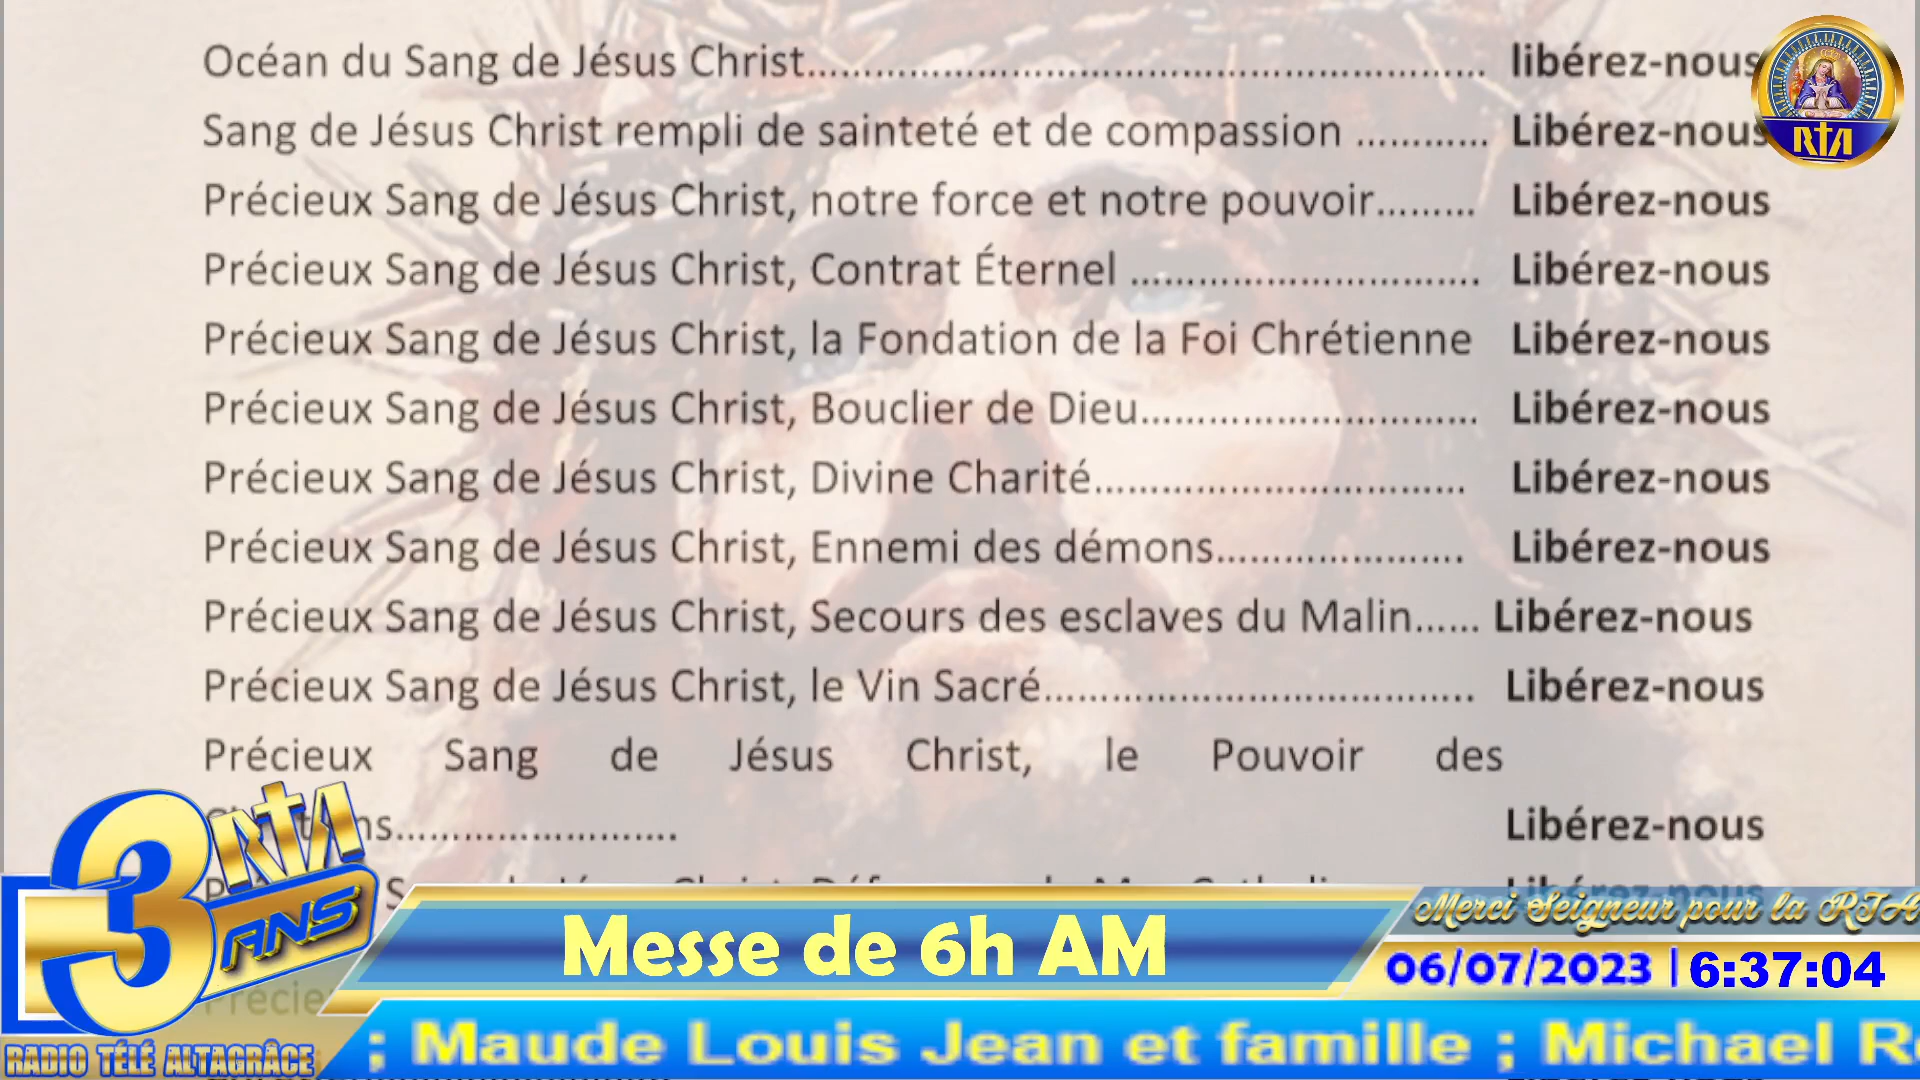 Océan du Sang de Jésus Christ……………………………………………………… libérez-nous
Sang de Jésus Christ rempli de sainteté et de compassion ………… Libérez-nous
Précieux Sang de Jésus Christ, notre force et notre pouvoir……… Libérez-nous
Précieux Sang de Jésus Christ, Contrat Éternel …………………………. Libérez-nous
Précieux Sang de Jésus Christ, la Fondation de la Foi Chrétienne Libérez-nous
Précieux Sang de Jésus Christ, Bouclier de Dieu………………………… Libérez-nous
Précieux Sang de Jésus Christ, Divine Charité…………………………… Libérez-nous
Précieux Sang de Jésus Christ, Ennemi des démons…………………. Libérez-nous
Précieux Sang de Jésus Christ, Secours des esclaves du Malin…… Libérez-nous
Précieux Sang de Jésus Christ, le Vin Sacré……………………………….. Libérez-nous
Précieux Sang de Jésus Christ, le Pouvoir des
……………………. Libérez-nous
RTA
3 RTA
ANS
RADIO TÉLÉ ALTAGRÂCE
Messe de 6h AM
Merci Seigneur pour la RTA
06/07/2023 | 6:37:04
; Maude Louis Jean et famille ; Michael